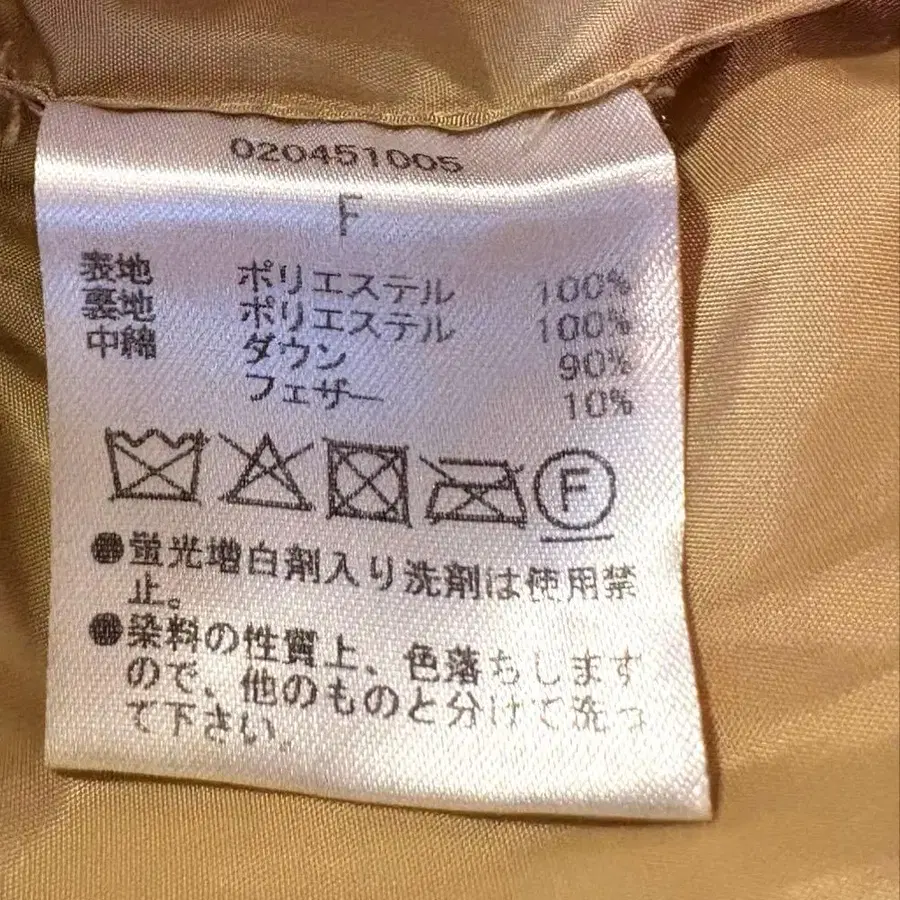 020451005
F
表地 ポリエステル 100%
裏地 ポリエステル 100%
中綿 ダウン 90%
フェザー 10%
F
●蛍光増白剤入り洗剤は使用禁
止。
●染料の性質上、色落ちします
ので、他のものと分けて洗っ
て下さい。